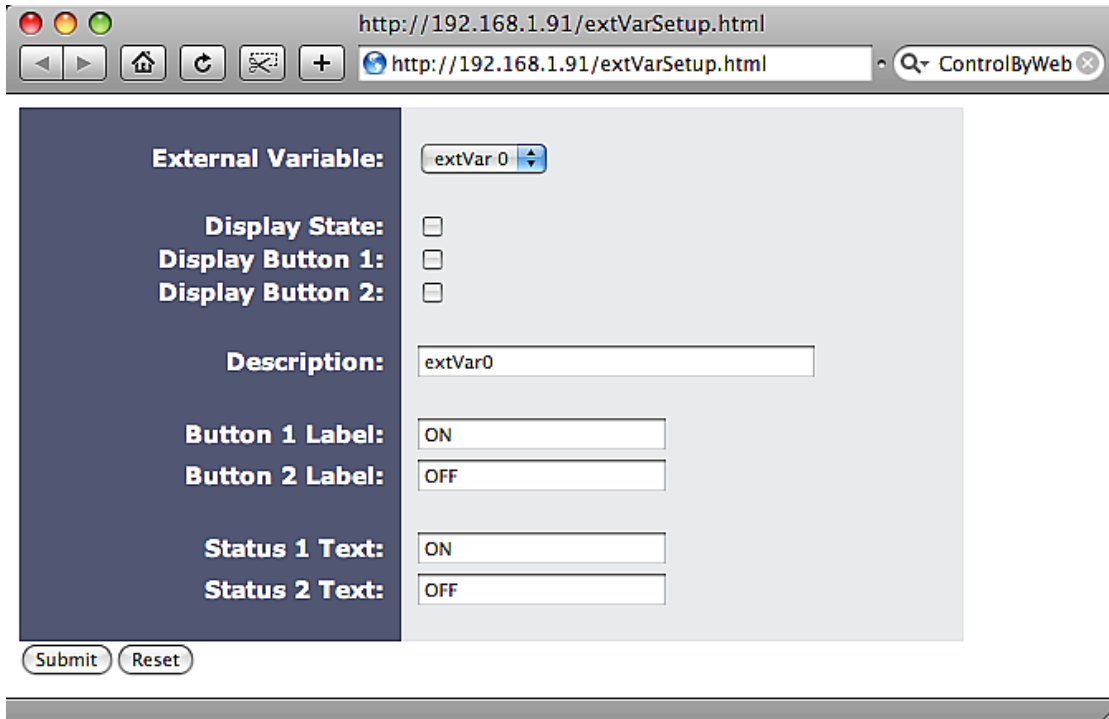 http://192.168.1.91/extVarSetup.html
http://192.168.1.91/extVarSetup.html ControlByWeb
External Variable: extVar 0
Display State:
Display Button 1:
Display Button 2:
Description: extVar0
Button 1 Label: ON
Button 2 Label: OFF
Status 1 Text: ON
Status 2 Text: OFF
Submit Reset